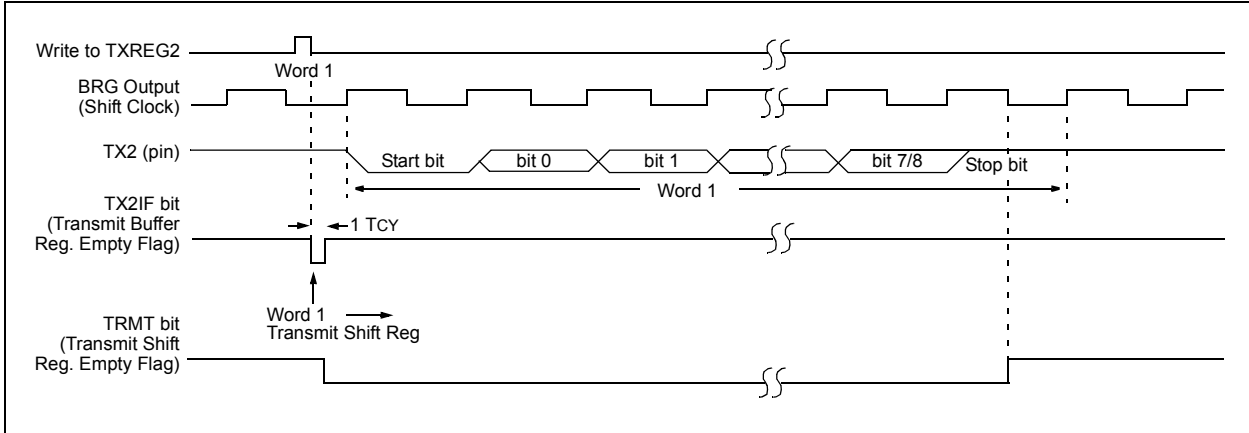 Write to TXREG2
Word 1
BRG Output
(Shift Clock)
TX2 (pin)
Start bit
bit 0
bit 1
bit 7/8
Stop bit
Word 1
TX2IF bit
(Transmit Buffer
Reg. Empty Flag)
1 TCY
Word 1
Transmit Shift Reg
TRMT bit
(Transmit Shift
Reg. Empty Flag)